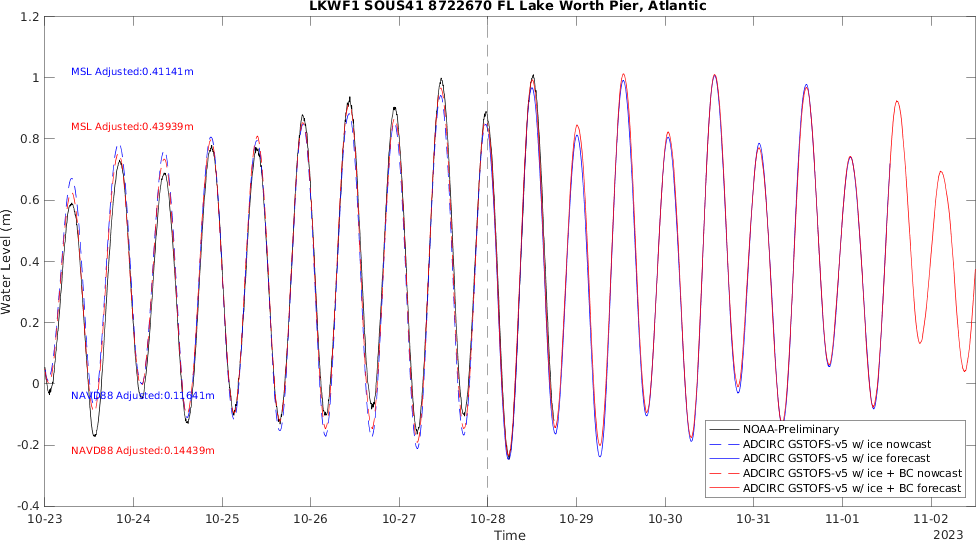 LKWF1 SOUS41 8722670 FL Lake Worth Pier, Atlantic
1.2
1
0.8
0.6
0.4
0.2
0
-0.2
-0.4
Water Level (m)
MSL Adjusted:0.41141m
MSL Adjusted:0.43939m
NAVD88 Adjusted:0.11641m
NAVD88 Adjusted:0.14439m
NOAA-Preliminary
ADCIRC GSTOFS-v5 w/ ice nowcast
ADCIRC GSTOFS-v5 w/ ice forecast
ADCIRC GSTOFS-v5 w/ ice + BC nowcast
ADCIRC GSTOFS-v5 w/ ice + BC forecast
10-23 10-24 10-25 10-26 10-27 10-28 10-29 10-30 10-31 11-01 11-02
Time
2023